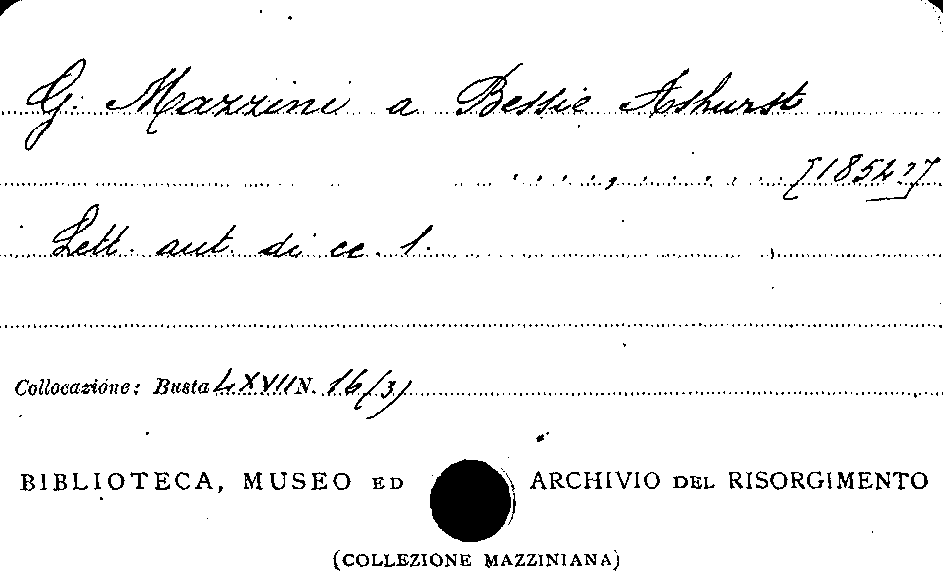 G. Mazzini a Bessie Ashurst
[1852?]
Lett. aut. di cc. 1.
Collocazione: Busta LXVII N. 16(3)
BIBLIOTECA, MUSEO ED ARCHIVIO DEL RISORGIMENTO
(COLLEZIONE MAZZINIANA)